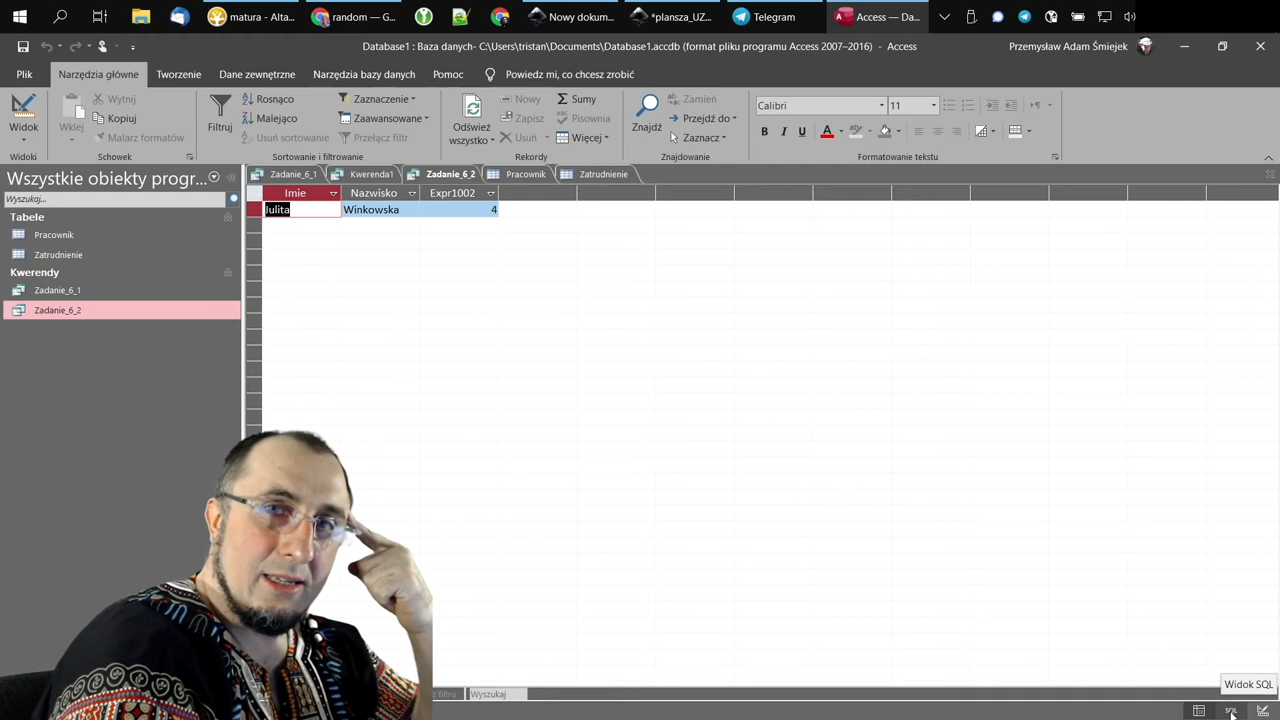 matura – Alta...
random — G...
Nowy dokum...
*plansza_UZ...
Telegram
Access — Da...
Database1 : Baza danych- C:\Users\tristan\Documents\Database1.accdb (format pliku programu Access 2007–2016) - Access
Przemysław Adam Śmiejek
Plik
Narzędzia główne
Tworzenie
Dane zewnętrzne
Narzędzia bazy danych
Pomoc
Powiedz mi, co chcesz zrobić
Widok
Wklej
Wytnij
Kopiuj
Malarz formatów
Filtruj
Rosnąco
Malejąco
Usuń sortowanie
Zaznaczenie
Zaawansowane
Przełącz filtr
Odśwież
wszystko
Nowy
Zapisz
Usuń
Sumy
Pisownia
Więcej
Znajdź
Zamień
Przejdź do
Zaznacz
Calibri
11
B I U A
Widoki
Schowek
Sortowanie i filtrowanie
Rekordy
Znajdowanie
Formatowanie tekstu
Wszystkie obiekty progr...
Wyszukaj...
Tabele
Pracownik
Zatrudnienie
Kwerendy
Zadanie_6_1
Zadanie_6_2
Zadanie_6_1
Kwerenda1
Zadanie_6_2
Pracownik
Zatrudnienie
Imie
Nazwisko
Expr1002
Julita
Winkowska
4
z filtru
Wyszukaj
Widok SQL
SQL